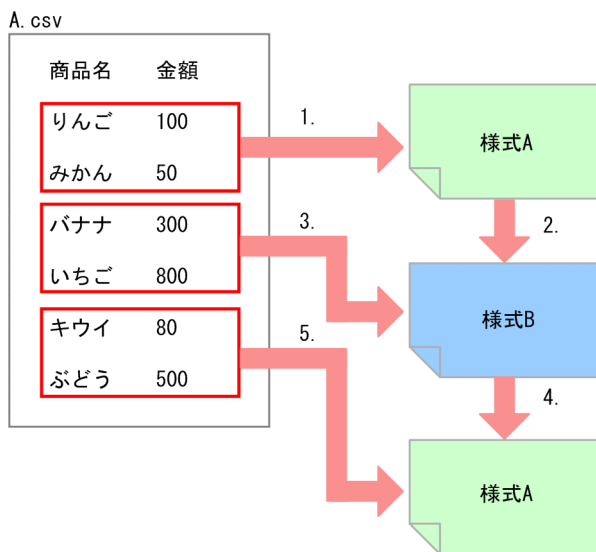 A.csv
商品名 金額
りんご 100
みかん 50
バナナ 300
いちご 800
キウイ 80
ぶどう 500
1.
様式A
2.
3.
様式B
4.
5.
様式A